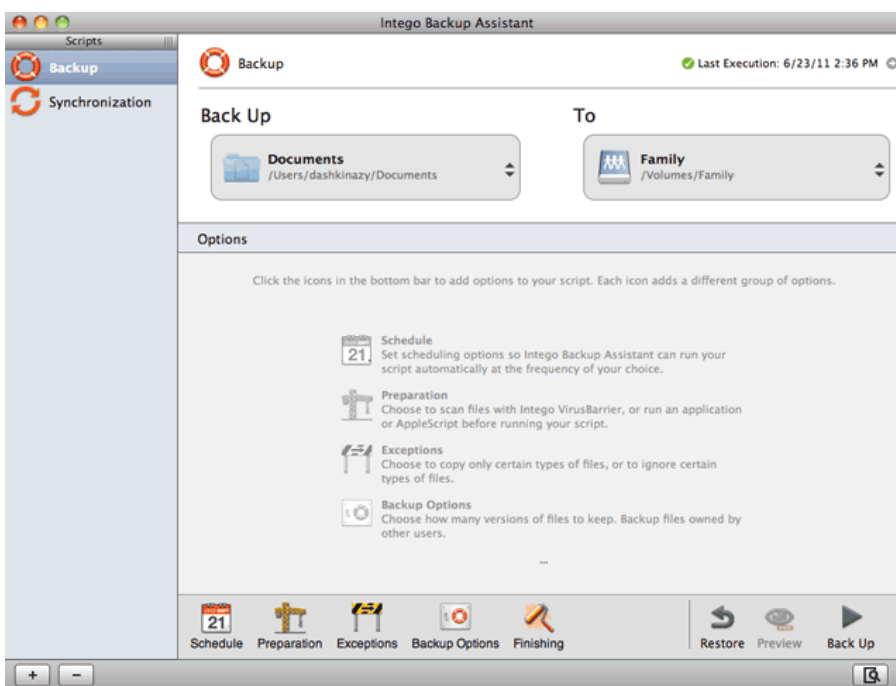 Intego Backup Assistant
Scripts
Backup
Synchronization
Backup
Last Execution: 6/23/11 2:36 PM
Back Up
To
Documents
/Users/dashkinazy/Documents
Family
/Volumes/Family
Options
Click the icons in the bottom bar to add options to your script. Each icon adds a different group of options.
21
Schedule
Set scheduling options so Intego Backup Assistant can run your
script automatically at the frequency of your choice.
Preparation
Choose to scan files with Intego VirusBarrier, or run an application
or AppleScript before running your script.
Exceptions
Choose to copy only certain types of files, or to ignore certain
types of files.
Backup Options
Choose how many versions of files to keep. Backup files owned by
other users.
...
21
Schedule
Preparation
Exceptions
Backup Options
Finishing
Restore
Preview
Back Up
+
−